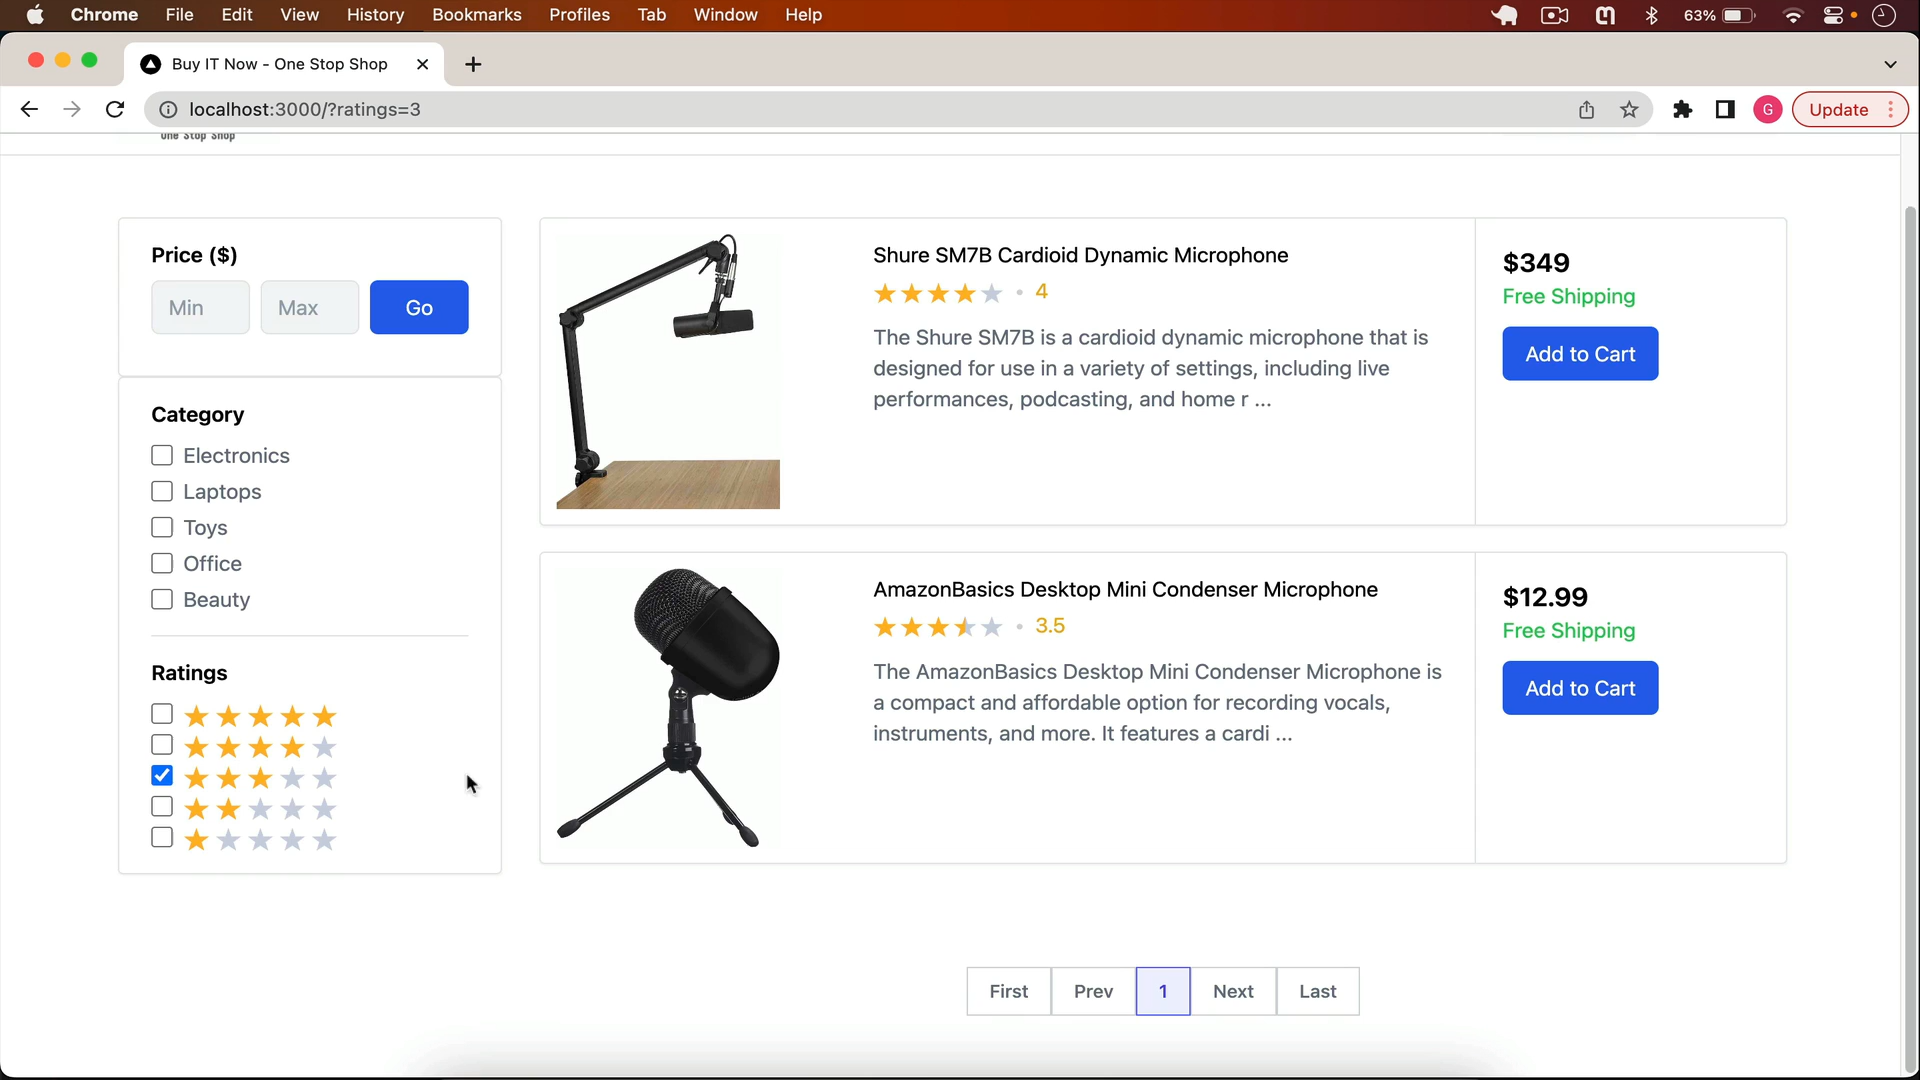 Chrome File Edit View History Bookmarks Profiles Tab Window Help 63%
Buy IT Now - One Stop Shop
localhost:3000/?ratings=3 G Update
One Stop Shop
Price ($)
Min Max Go
Category
Electronics
Laptops
Toys
Office
Beauty
Ratings
Shure SM7B Cardioid Dynamic Microphone
4
The Shure SM7B is a cardioid dynamic microphone that is
designed for use in a variety of settings, including live
performances, podcasting, and home r ...
$349
Free Shipping
Add to Cart
AmazonBasics Desktop Mini Condenser Microphone
3.5
The AmazonBasics Desktop Mini Condenser Microphone is
a compact and affordable option for recording vocals,
instruments, and more. It features a cardi ...
$12.99
Free Shipping
Add to Cart
First Prev 1 Next Last